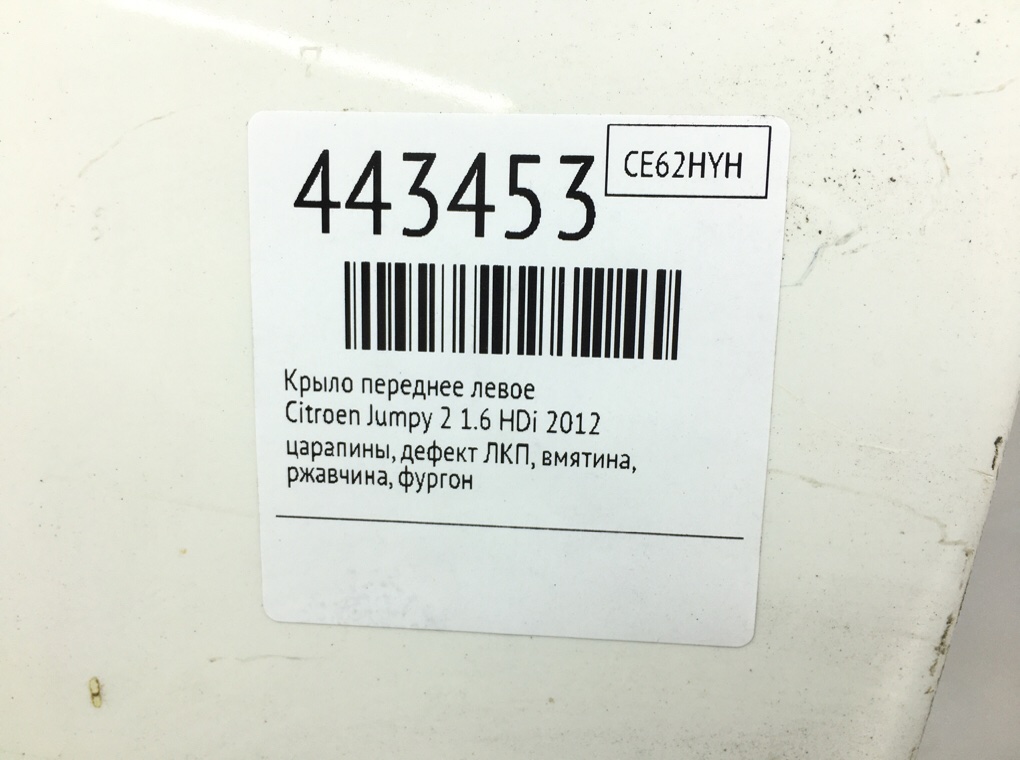 443453
CE62HYH
Крыло переднее левое
Citroen Jumpy 2 1.6 HDi 2012
царапины, дефект ЛКП, вмятина,
ржавчина, фургон